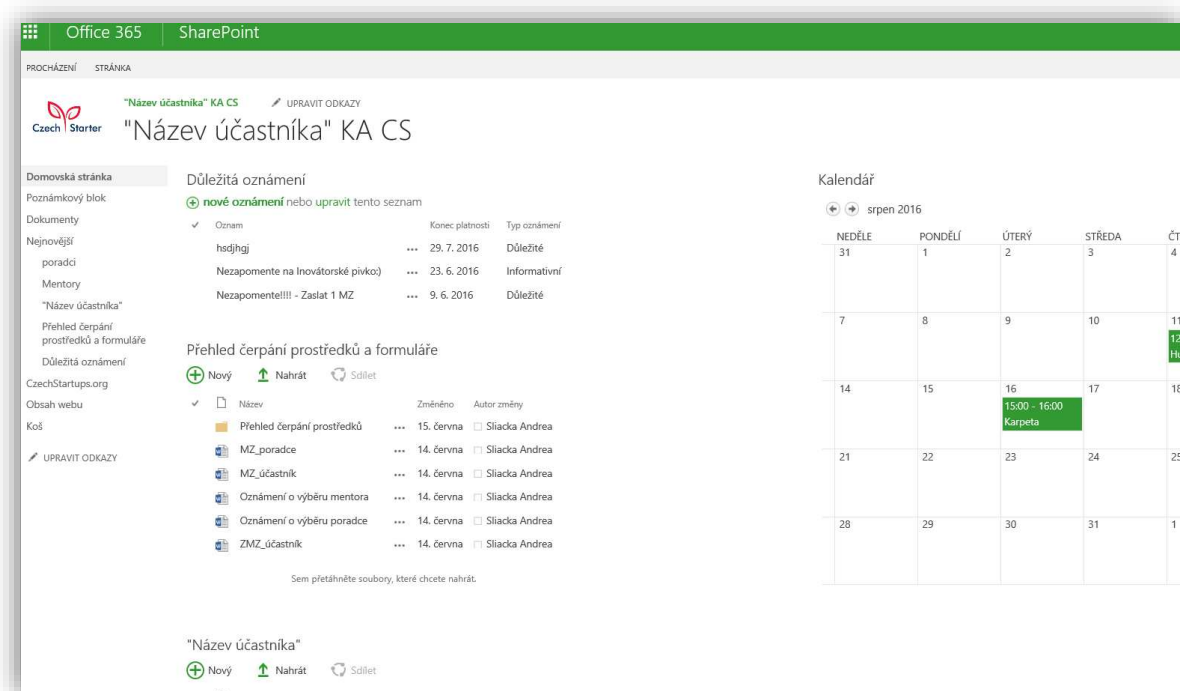 Office 365 SharePoint
PROCHÁZENÍ STRÁNKA
"Název účastníka" KA CS UPRAVIT ODKAZY
Czech Starter
"Název účastníka" KA CS
Domovská stránka
Poznámkový blok
Dokumenty
Nejnovější
poradci
Mentory
"Název účastníka"
Přehled čerpání
prostředků a formuláře
Důležitá oznámení
CzechStartups.org
Obsah webu
Koš
UPRAVIT ODKAZY
Důležitá oznámení
nové oznámení nebo upravit tento seznam
Oznam Konec platnosti Typ oznámení
hsdjhgj ... 29. 7. 2016 Důležité
Nezapomente na Inovátorské pivko:) ... 23. 6. 2016 Informativní
Nezapomente!!!! - Zaslat 1 MZ ... 9. 6. 2016 Důležité
Přehled čerpání prostředků a formuláře
Nový Nahrát Sdílet
Název Změněno Autor změny
Přehled čerpání prostředků ... 15. června Sliacka Andrea
MZ_poradce ... 14. června Sliacka Andrea
MZ_účastník ... 14. června Sliacka Andrea
Oznámení o výběru mentora ... 14. června Sliacka Andrea
Oznámení o výběru poradce ... 14. června Sliacka Andrea
ZMZ_účastník ... 14. června Sliacka Andrea
Sem přetáhněte soubory, které chcete nahrát.
"Název účastníka"
Nový Nahrát Sdílet
Kalendář
srpen 2016
NEDĚLE PONDĚLÍ ÚTERÝ STŘEDA ČT
31 1 2 3 4
7 8 9 10 11
12
Hu
14 15 16 17 18
15:00 - 16:00
Karpeta
21 22 23 24 25
28 29 30 31 1